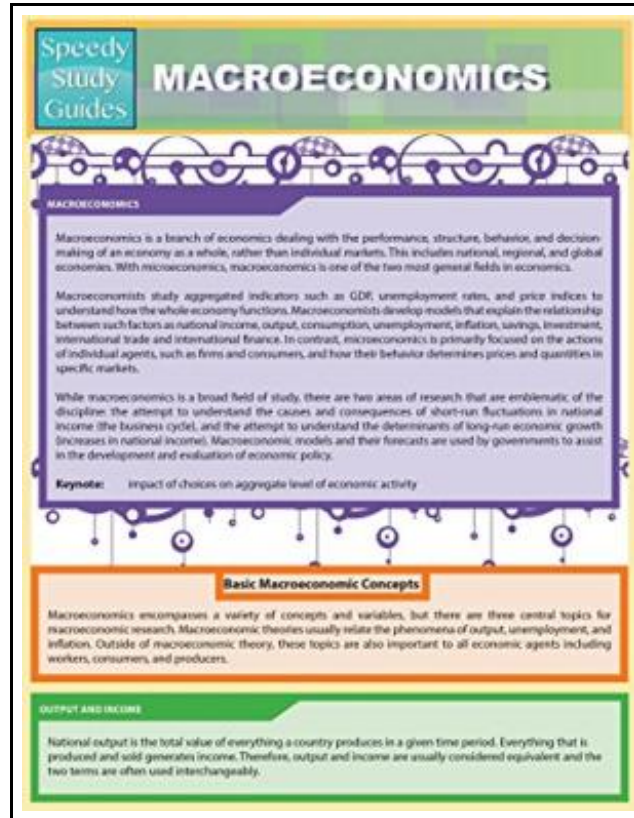 Speedy
Study
Guides
MACROECONOMICS
MACROECONOMICS
Macroeconomics is a branch of economics dealing with the performance, structure, behavior, and decision-
making of an economy as a whole, rather than individual markets. This includes national, regional, and global
economies. With microeconomics, macroeconomics is one of the two most general fields in economics.
Macroeconomists study aggregated indicators such as GDP, unemployment rates, and price indices to
understand how the whole economy functions. Macroeconomists develop models that explain the relationship
between such factors as national income, output, consumption, unemployment, inflation, savings, investment,
international trade and international finance. In contrast, microeconomics is primarily focused on the actions
of individual agents, such as firms and consumers, and how their behavior determines prices and quantities in
specific markets.
While macroeconomics is a broad field of study, there are two areas of research that are emblematic of the
discipline: the attempt to understand the causes and consequences of short-run fluctuations in national
income (the business cycle), and the attempt to understand the determinants of long-run economic growth
(increases in national income). Macroeconomic models and their forecasts are used by governments to assist
in the development and evaluation of economic policy.
Keynote: impact of choices on aggregate level of economic activity
Basic Macroeconomic Concepts
Macroeconomics encompasses a variety of concepts and variables, but there are three central topics for
macroeconomic research. Macroeconomic theories usually relate the phenomena of output, unemployment, and
inflation. Outside of macroeconomic theory, these topics are also important to all economic agents including
workers, consumers, and producers.
OUTPUT AND INCOME
National output is the total value of everything a country produces in a given time period. Everything that is
produced and sold generates income. Therefore, output and income are usually considered equivalent and the
two terms are often used interchangeably.